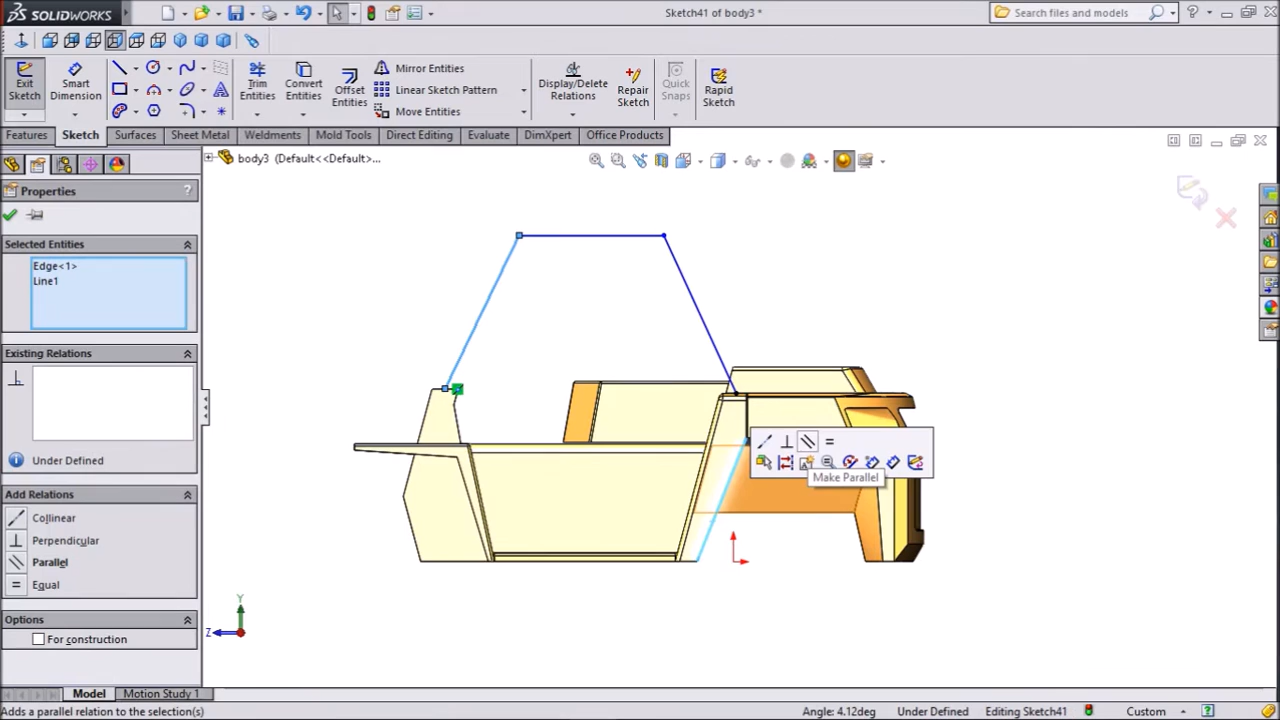 SOLIDWORKS
Sketch41 of body3 *
Search files and models
Exit Sketch
Smart Dimension
Trim Entities
Convert Entities
Offset Entities
Mirror Entities
Linear Sketch Pattern
Move Entities
Display/Delete Relations
Repair Sketch
Quick Snaps
Rapid Sketch
Features
Sketch
Surfaces
Sheet Metal
Weldments
Mold Tools
Direct Editing
Evaluate
DimXpert
Office Products
body3 (Default<<Default>...
Properties
?
Selected Entities
Edge<1>
Line1
Existing Relations
Under Defined
Add Relations
Collinear
Perpendicular
Parallel
Equal
Options
For construction
Make Parallel
Y
Z
Model
Motion Study 1
Adds a parallel relation to the selection(s)
Angle: 4.12deg
Under Defined
Editing Sketch41
Custom
?